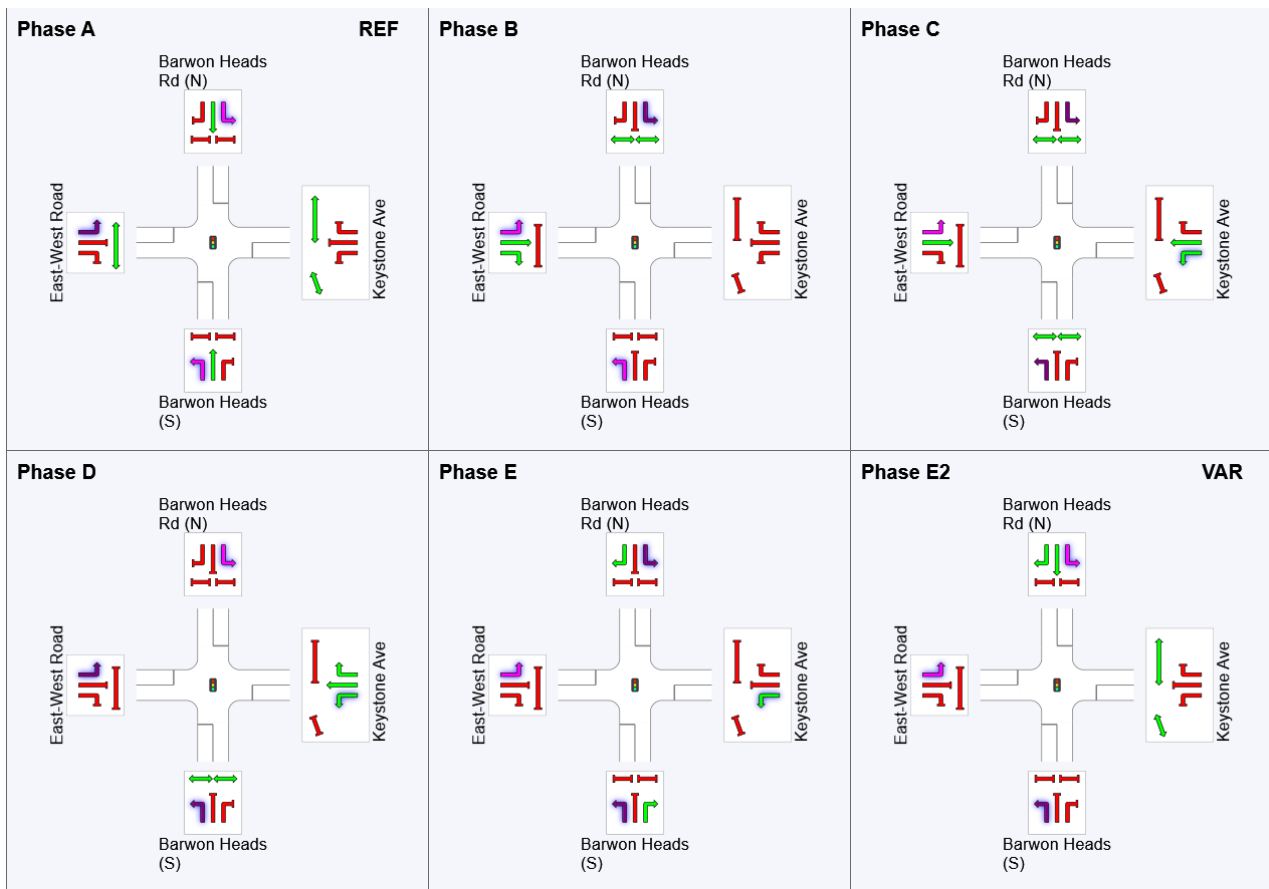 Phase A REF
Barwon Heads
Rd (N)
East-West Road
Keystone Ave
Barwon Heads
(S)
Phase B
Barwon Heads
Rd (N)
East-West Road
Keystone Ave
Barwon Heads
(S)
Phase C
Barwon Heads
Rd (N)
East-West Road
Keystone Ave
Barwon Heads
(S)
Phase D
Barwon Heads
Rd (N)
East-West Road
Keystone Ave
Barwon Heads
(S)
Phase E
Barwon Heads
Rd (N)
East-West Road
Keystone Ave
Barwon Heads
(S)
Phase E2 VAR
Barwon Heads
Rd (N)
East-West Road
Keystone Ave
Barwon Heads
(S)